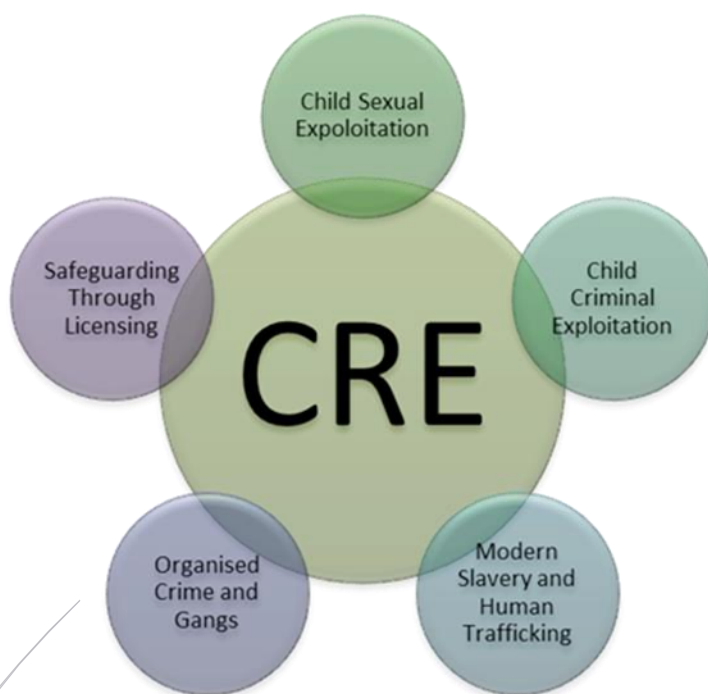 Child Sexual
Expoloitation
Safeguarding
Through
Licensing
Child
Criminal
Exploitation
CRE
Organised
Crime and
Gangs
Modern
Slavery and
Human
Trafficking